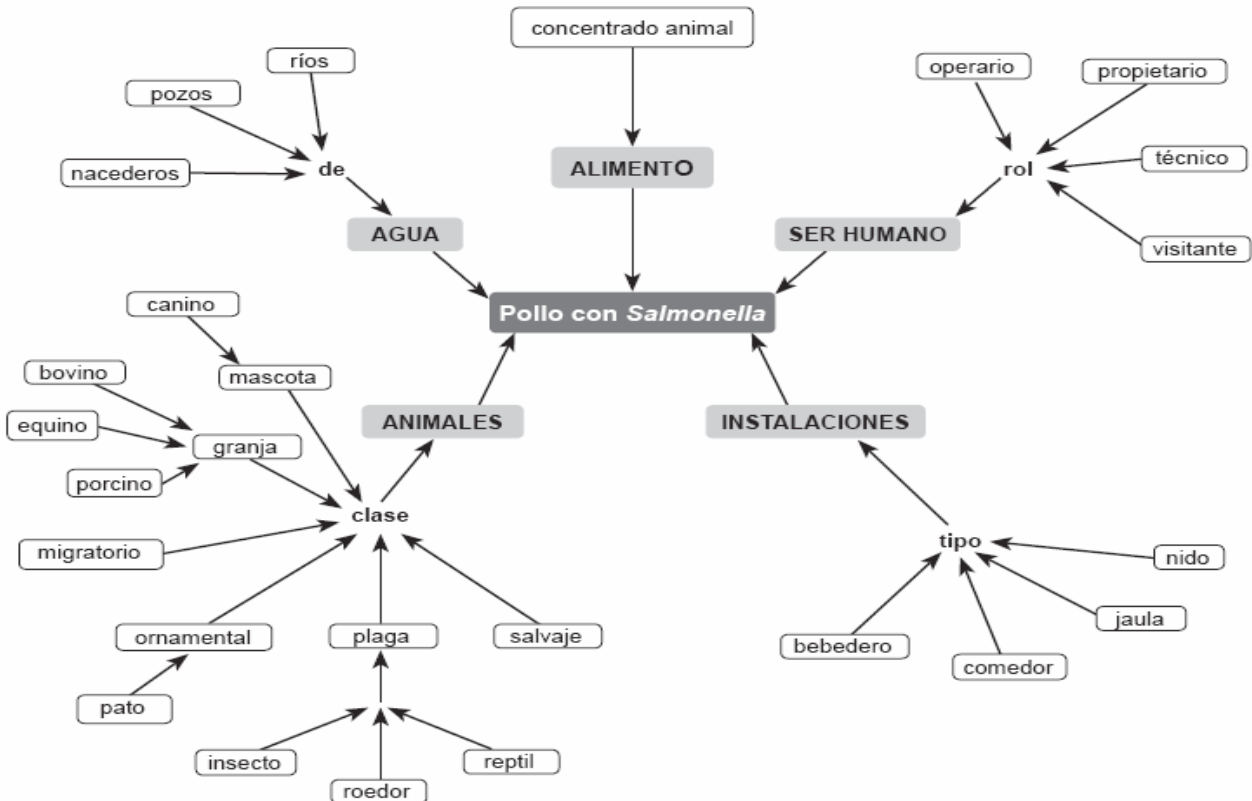 concentrado animal
ríos
pozos
nacederos
de
AGUA
ALIMENTO
operario
propietario
técnico
rol
visitante
SER HUMANO
Pollo con Salmonella
canino
mascota
bovino
equino
granja
porcino
migratorio
clase
ANIMALES
ornamental
pato
plaga
salvaje
insecto
roedor
reptil
INSTALACIONES
tipo
nido
jaula
bebedero
comedor